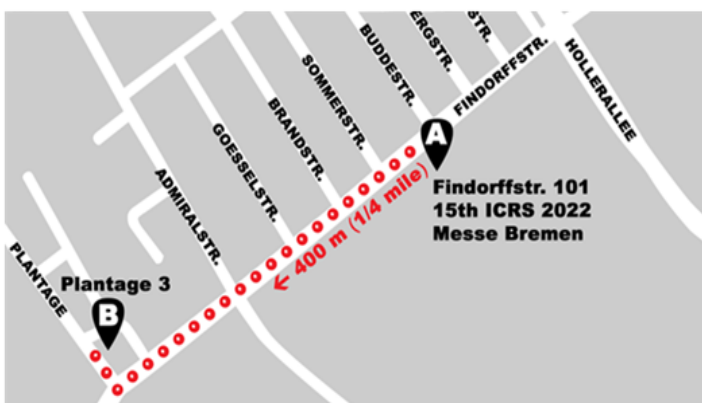 STR.
BERGSTR.
BUDDESTR.
SOMMERSTR.
BRANDSTR.
GOESSELSTR.
ADMIRALSTR.
PLANTAGE
FINDORFFSTR.
HOLLERALLEE
A
Findorffstr. 101
15th ICRS 2022
Messe Bremen
400 m (1/4 mile)
Plantage 3
B